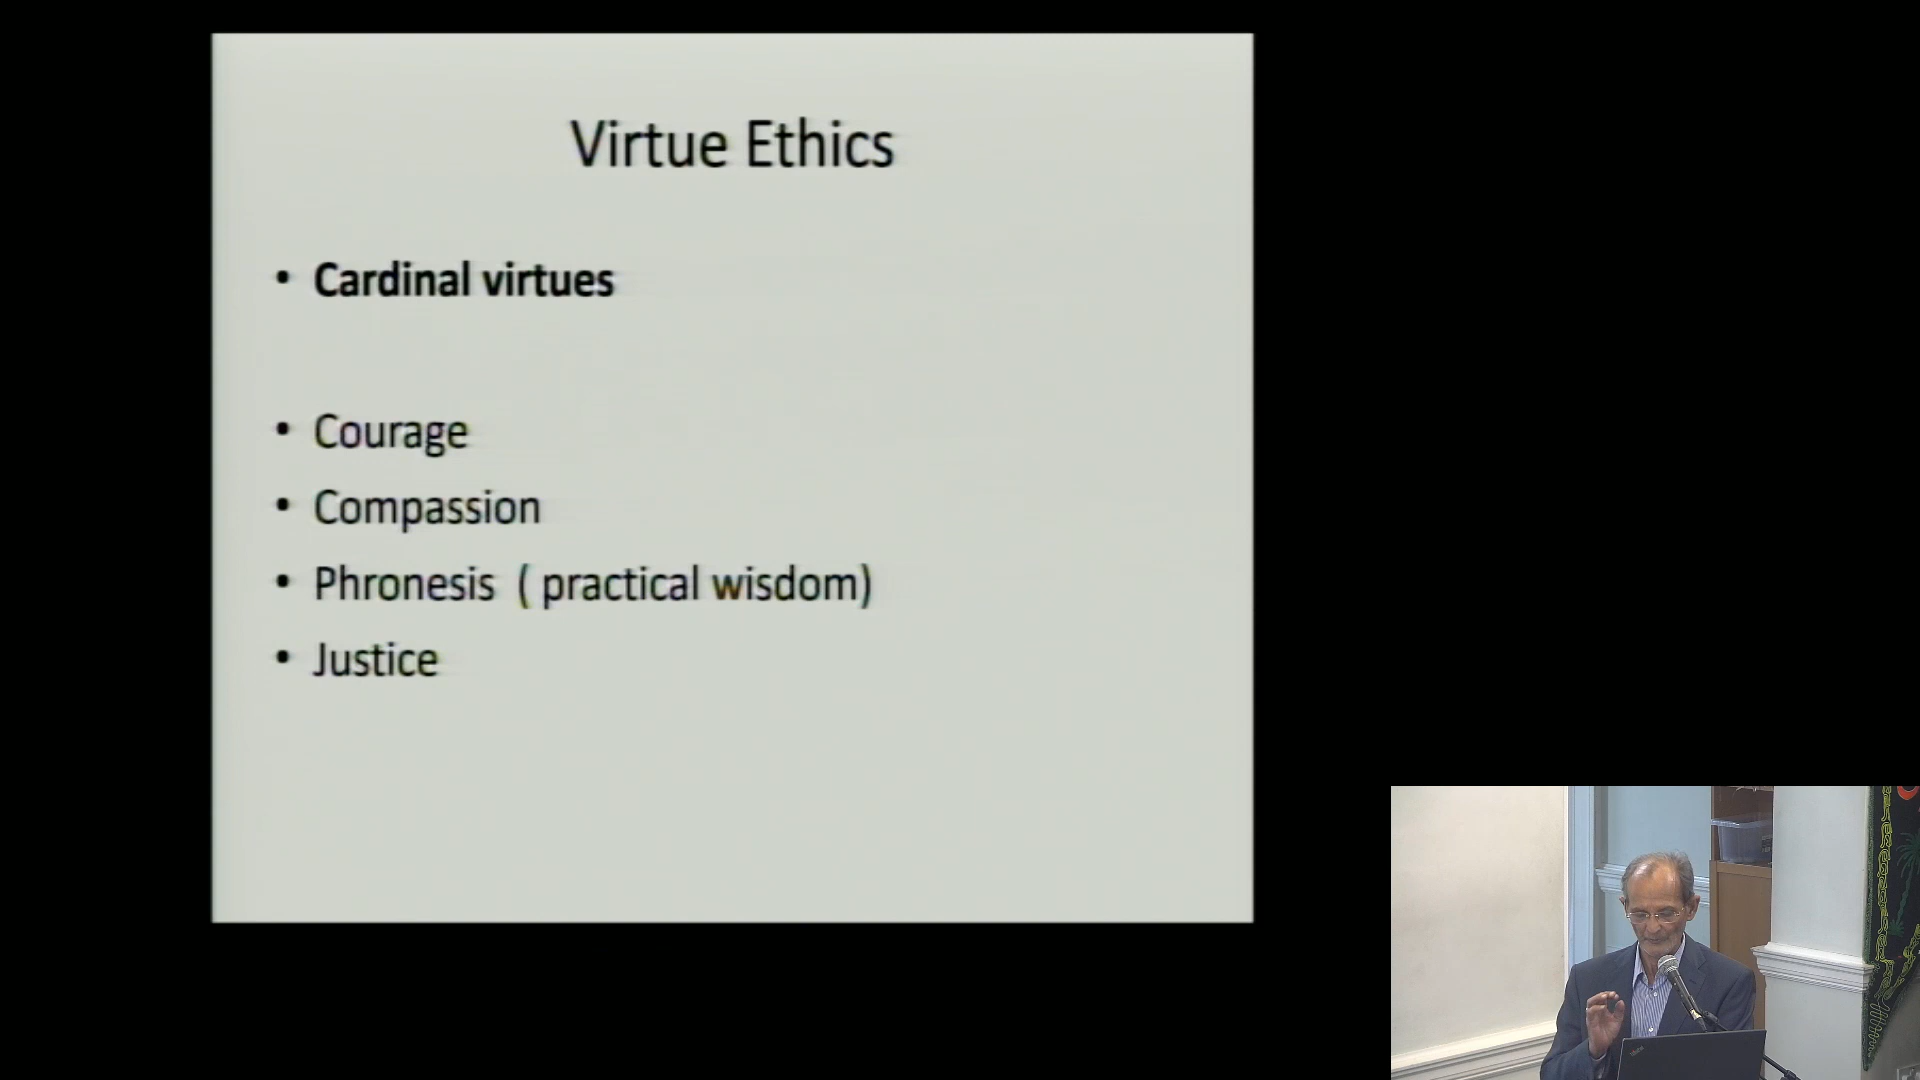 Virtue Ethics
• Cardinal virtues
• Courage
• Compassion
• Phronesis ( practical wisdom)
• Justice